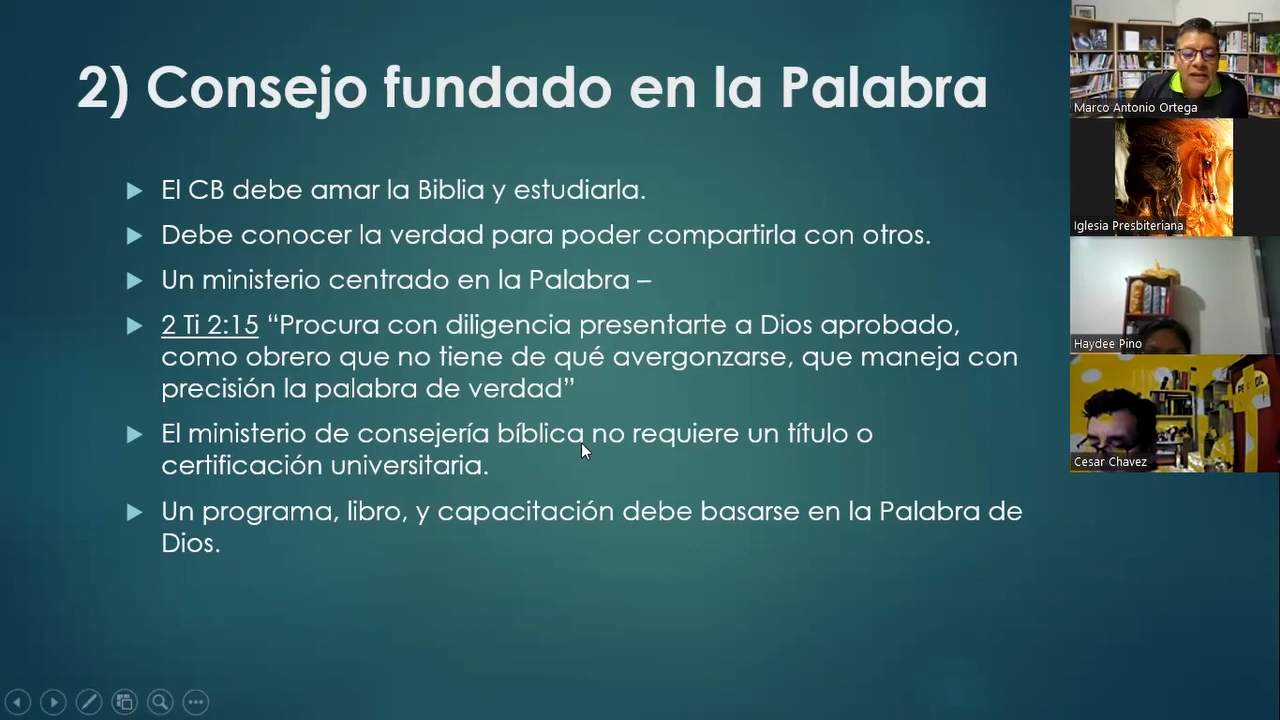 2) Consejo fundado en la Palabra
El CB debe amar la Biblia y estudiarla.
Debe conocer la verdad para poder compartirla con otros.
Un ministerio centrado en la Palabra –
2 Ti 2:15 “Procura con diligencia presentarte a Dios aprobado,
como obrero que no tiene de qué avergonzarse, que maneja con
precisión la palabra de verdad”
El ministerio de consejería bíblica no requiere un título o
certificación universitaria.
Un programa, libro, y capacitación debe basarse en la Palabra de
Dios.
Marco Antonio Ortega
Iglesia Presbiteriana
Haydee Pino
Cesar Chavez